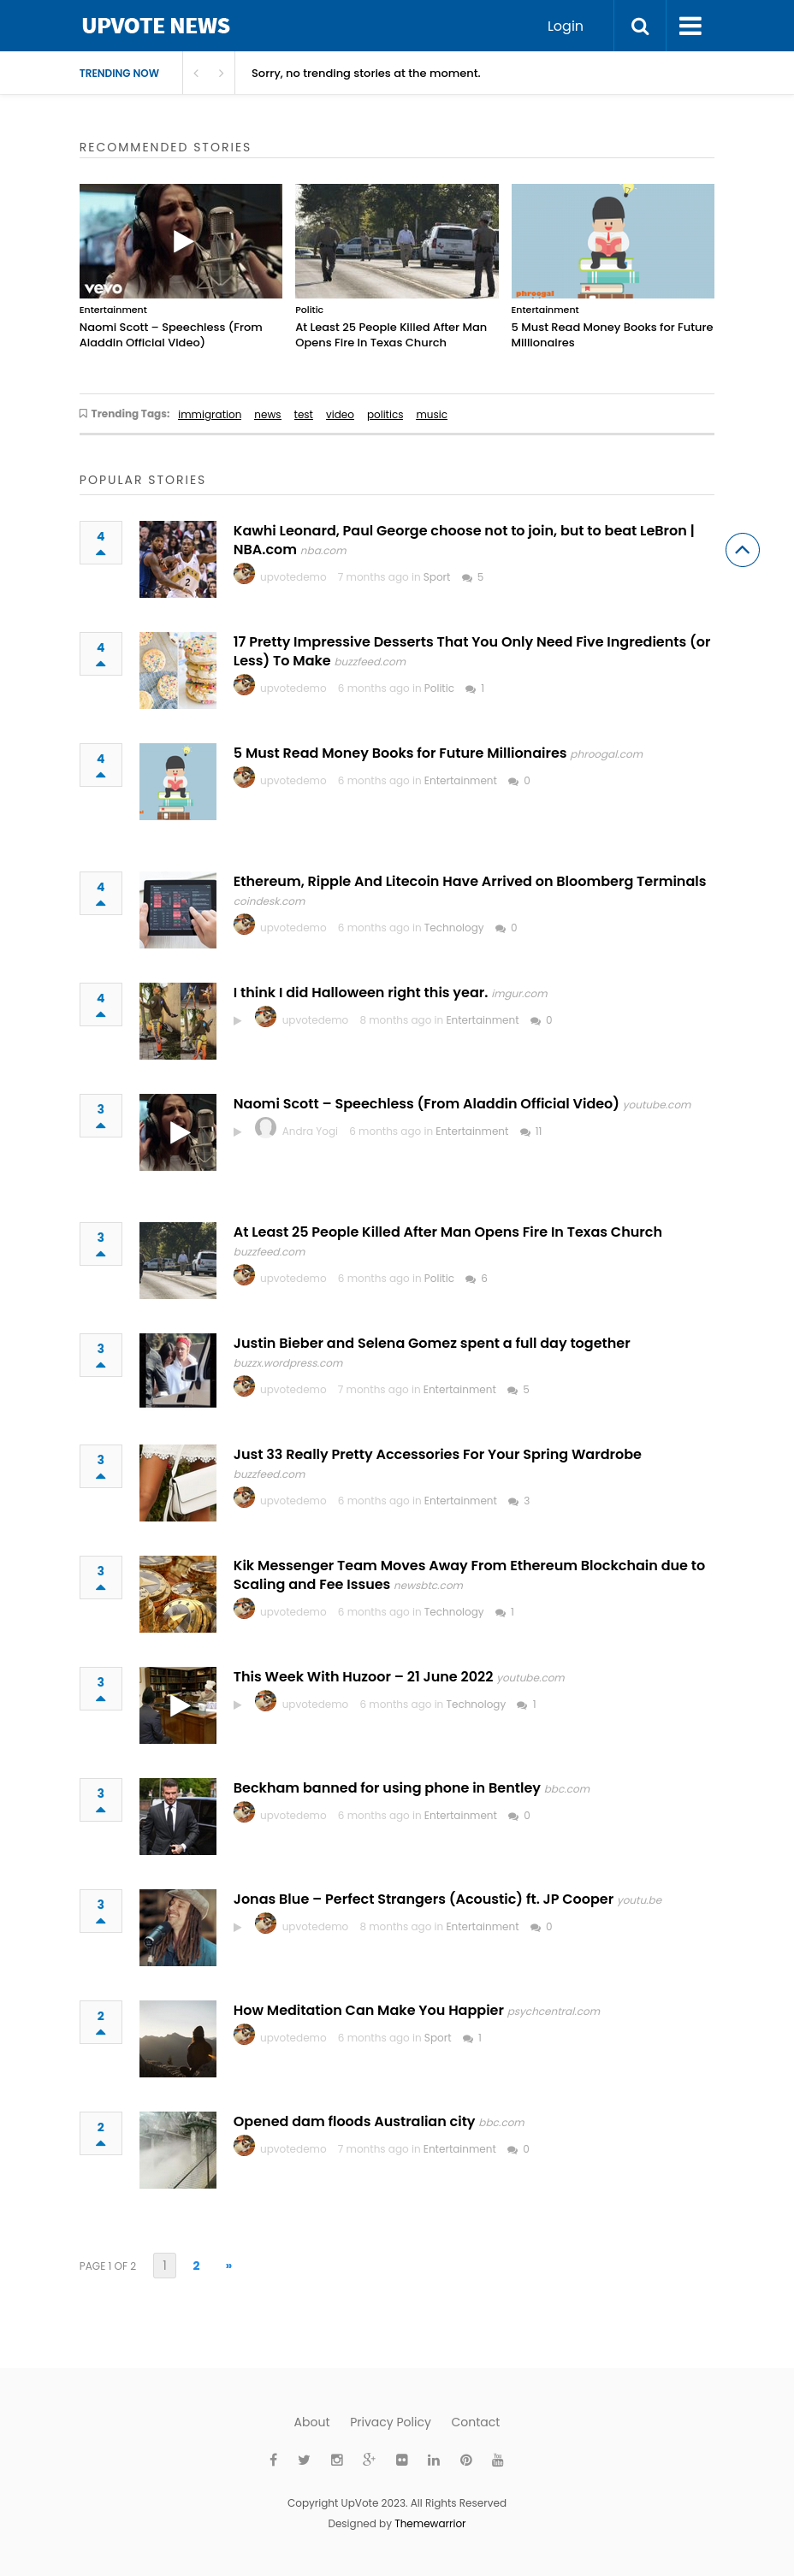 UPVOTE NEWS
Login
TRENDING NOW
Sorry, no trending stories at the moment.
RECOMMENDED STORIES
vevo
phroogal
Entertainment
Naomi Scott – Speechless (From
Aladdin Official Video)
Politic
At Least 25 People Killed After Man
Opens Fire In Texas Church
Entertainment
5 Must Read Money Books for Future
Millionaires
Trending Tags: immigration news test video politics music
POPULAR STORIES
4
Kawhi Leonard, Paul George choose not to join, but to beat LeBron |
NBA.com nba.com
upvotedemo 7 months ago in Sport 5
4
17 Pretty Impressive Desserts That You Only Need Five Ingredients (or
Less) To Make buzzfeed.com
upvotedemo 6 months ago in Politic 1
4
5 Must Read Money Books for Future Millionaires phroogal.com
upvotedemo 6 months ago in Entertainment 0
4
Ethereum, Ripple And Litecoin Have Arrived on Bloomberg Terminals
coindesk.com
upvotedemo 6 months ago in Technology 0
4
I think I did Halloween right this year. imgur.com
upvotedemo 8 months ago in Entertainment 0
3
Naomi Scott – Speechless (From Aladdin Official Video) youtube.com
Andra Yogi 6 months ago in Entertainment 11
3
At Least 25 People Killed After Man Opens Fire In Texas Church
buzzfeed.com
upvotedemo 6 months ago in Politic 6
3
Justin Bieber and Selena Gomez spent a full day together
buzzx.wordpress.com
upvotedemo 7 months ago in Entertainment 5
3
Just 33 Really Pretty Accessories For Your Spring Wardrobe
buzzfeed.com
upvotedemo 6 months ago in Entertainment 3
3
Kik Messenger Team Moves Away From Ethereum Blockchain due to
Scaling and Fee Issues newsbtc.com
upvotedemo 6 months ago in Technology 1
3
This Week With Huzoor – 21 June 2022 youtube.com
upvotedemo 6 months ago in Technology 1
3
Beckham banned for using phone in Bentley bbc.com
upvotedemo 6 months ago in Entertainment 0
3
Jonas Blue – Perfect Strangers (Acoustic) ft. JP Cooper youtu.be
upvotedemo 8 months ago in Entertainment 0
2
How Meditation Can Make You Happier psychcentral.com
upvotedemo 6 months ago in Sport 1
2
Opened dam floods Australian city bbc.com
upvotedemo 7 months ago in Entertainment 0
PAGE 1 OF 2 1 2 »
About Privacy Policy Contact
Copyright UpVote 2023. All Rights Reserved
Designed by Themewarrior